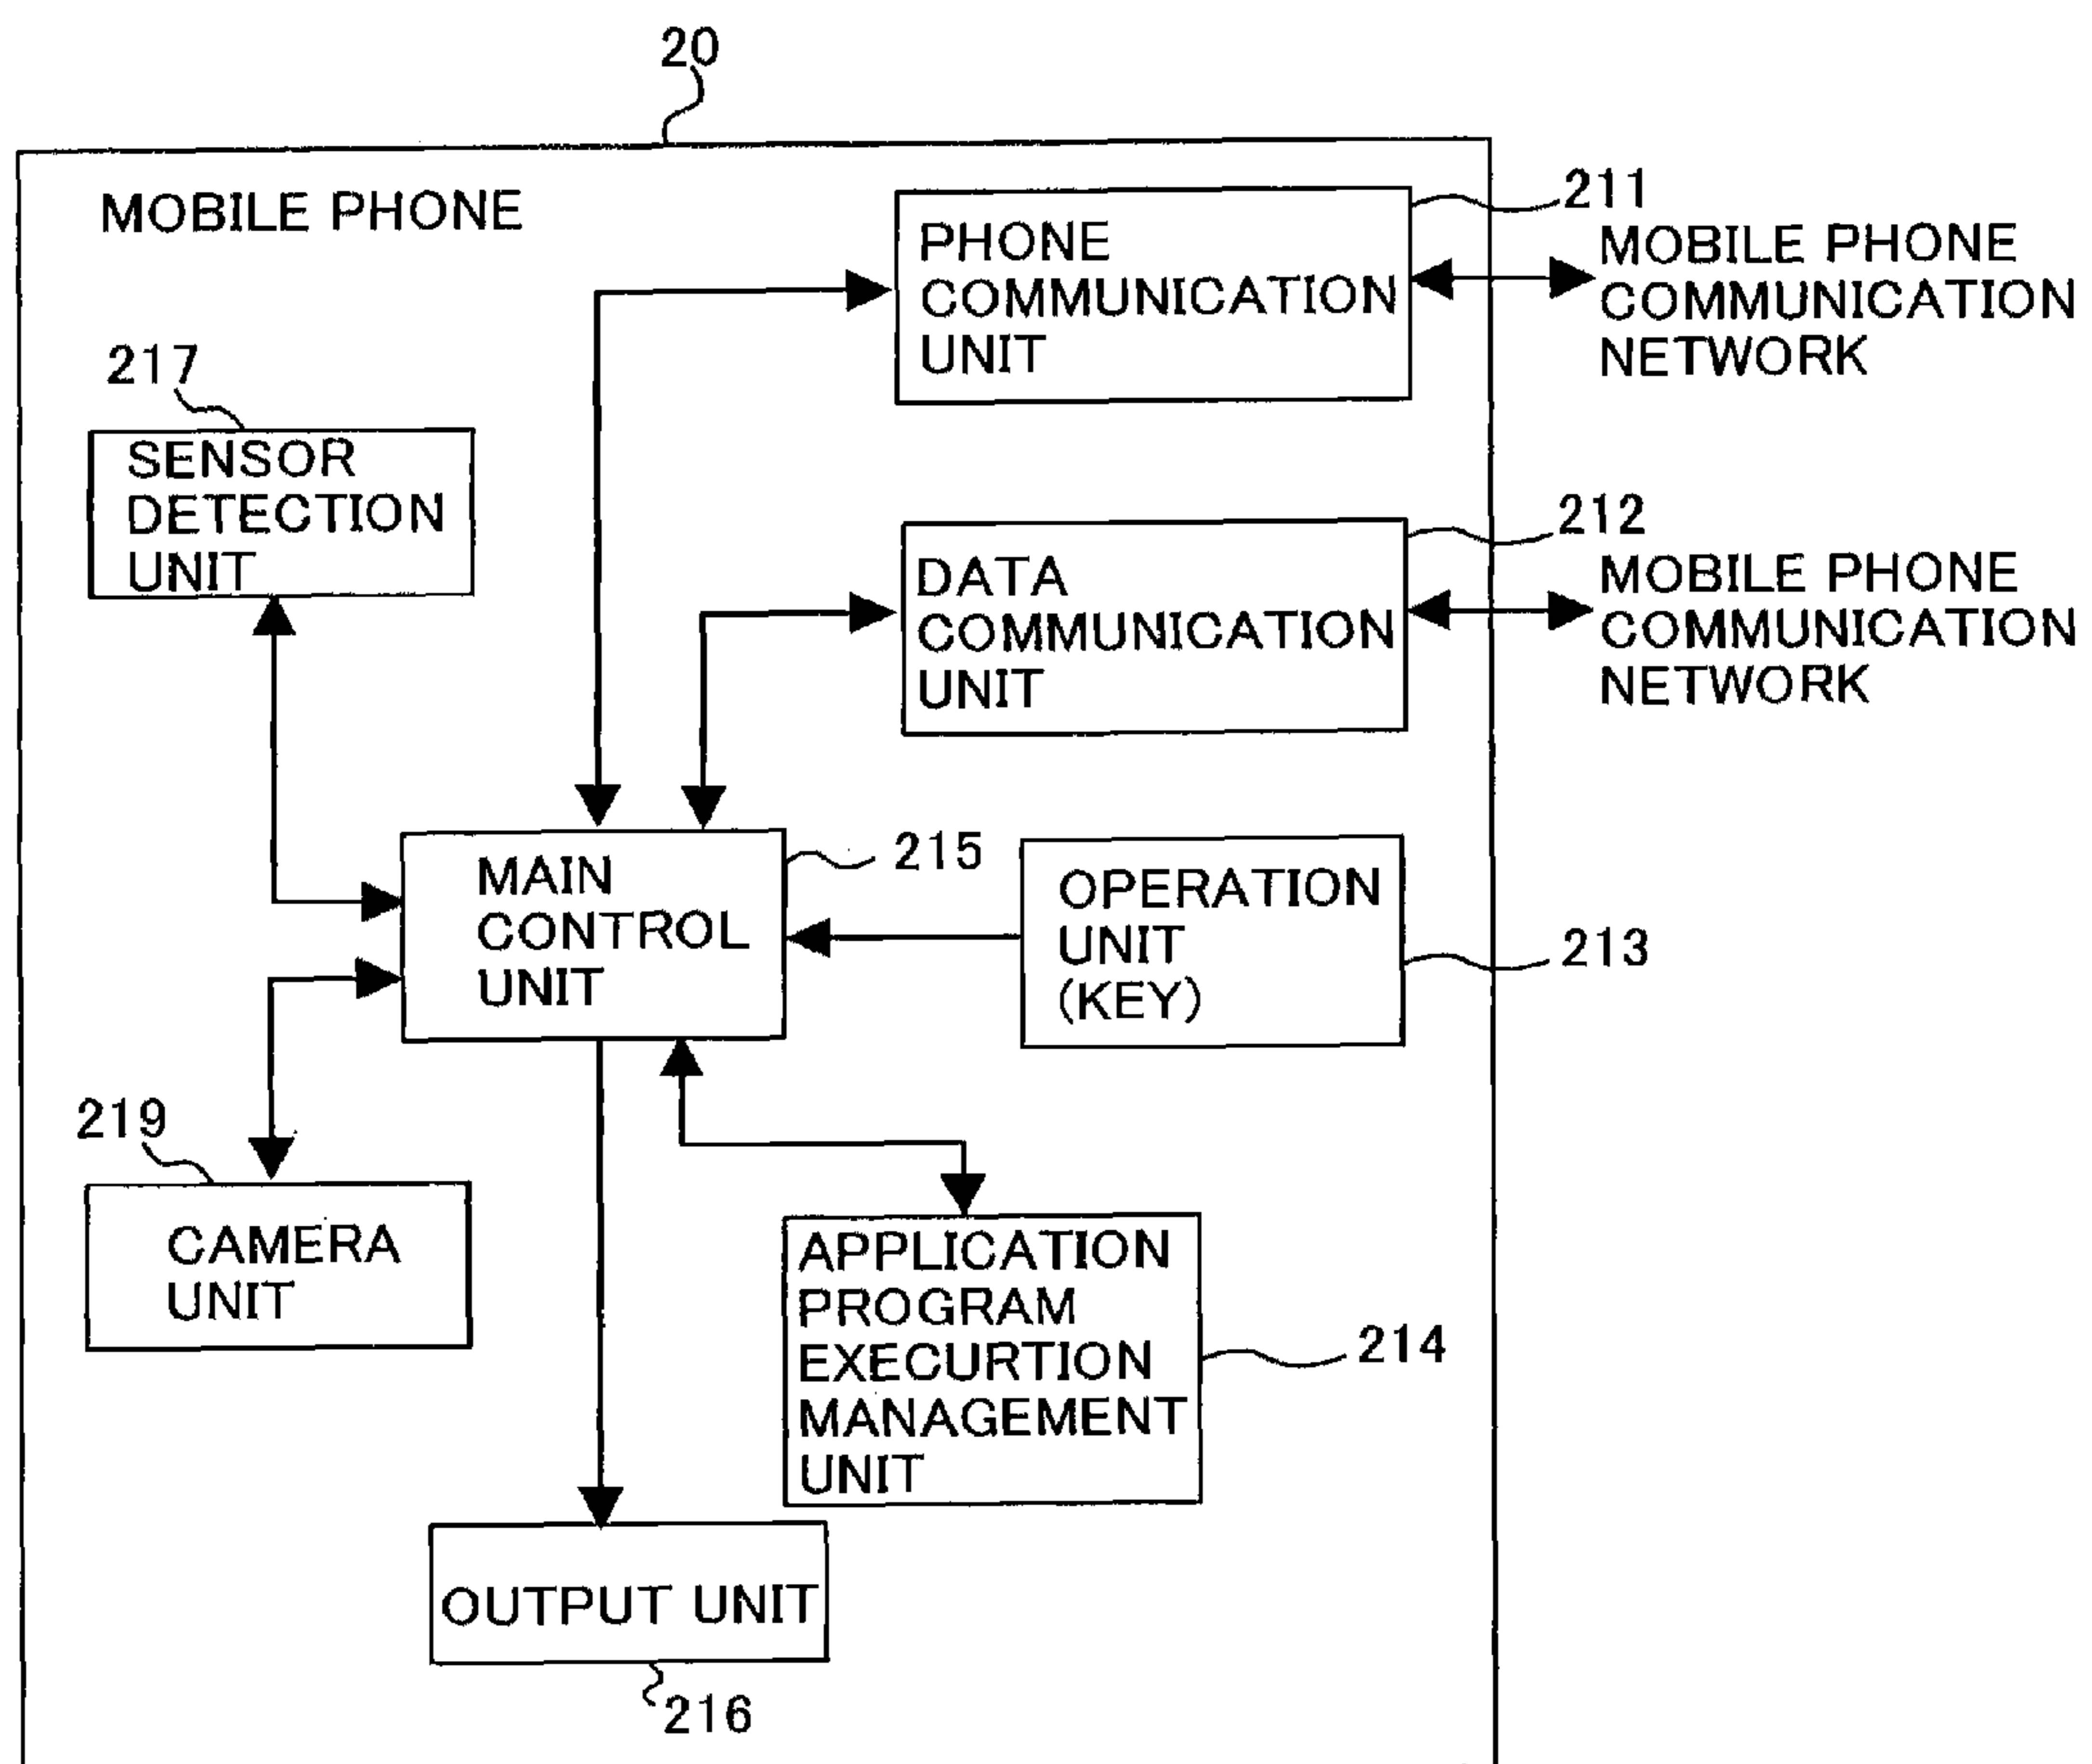 20
MOBILE PHONE
211
PHONE
COMMUNICATION
UNIT
MOBILE PHONE
COMMUNICATION
NETWORK
217
SENSOR
DETECTION
UNIT
212
DATA
COMMUNICATION
UNIT
MOBILE PHONE
COMMUNICATION
NETWORK
MAIN
CONTROL
UNIT
215
OPERATION
UNIT
(KEY)
213
219
CAMERA
UNIT
APPLICATION
PROGRAM
EXECURTION
MANAGEMENT
UNIT
214
OUTPUT UNIT
216